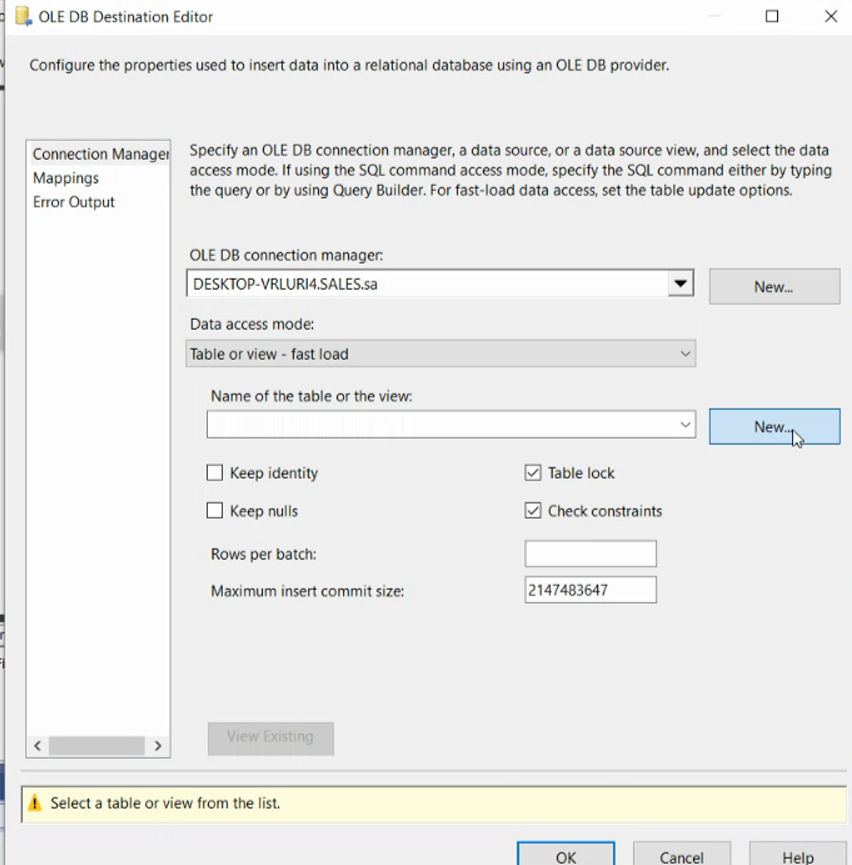 OLE DB Destination Editor
Configure the properties used to insert data into a relational database using an OLE DB provider.
Connection Manager
Mappings
Error Output
Specify an OLE DB connection manager, a data source, or a data source view, and select the data
access mode. If using the SQL command access mode, specify the SQL command either by typing
the query or by using Query Builder. For fast-load data access, set the table update options.
OLE DB connection manager:
DESKTOP-VRLURI4.SALES.sa
New...
Data access mode:
Table or view - fast load
Name of the table or the view:
New...
Keep identity
Table lock
Keep nulls
Check constraints
Rows per batch:
Maximum insert commit size:
2147483647
View Existing
Select a table or view from the list.
OK
Cancel
Help